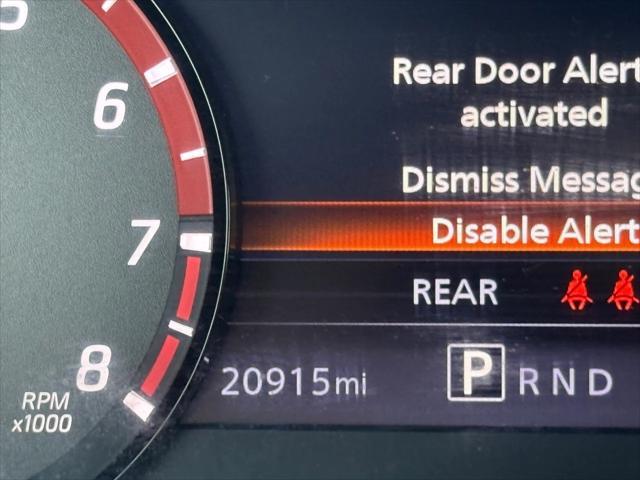 5
6
7
8
RPM
x1000
Rear Door Alert
activated
Dismiss Messag
Disable Alert
REAR
20915mi
P R N D